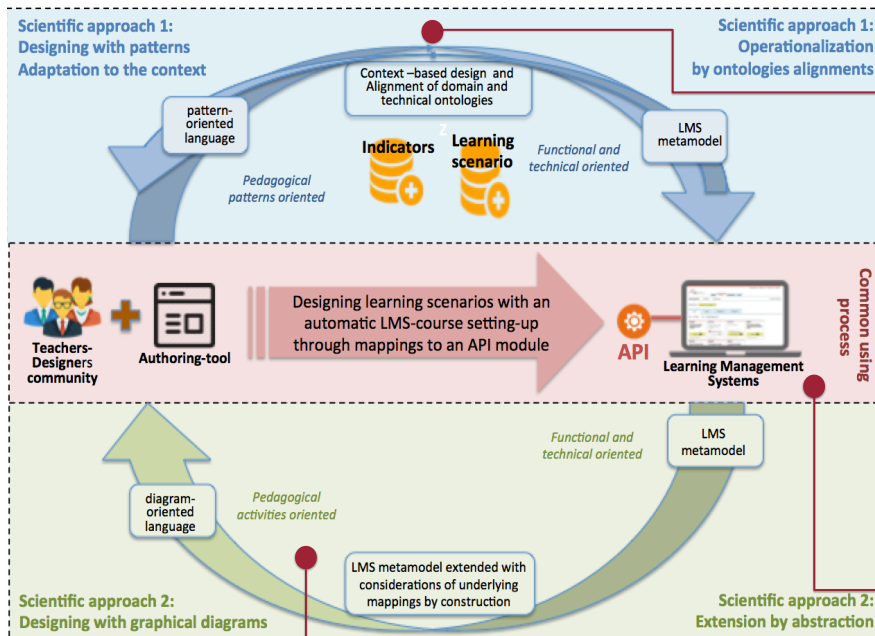 Scientific approach 1:
Designing with patterns
Adaptation to the context
Scientific approach 1:
Operationalization
by ontologies alignments
Context –based design and
Alignment of domain and
technical ontologies
pattern-
oriented
language
LMS
metamodel
z
Indicators
Learning
scenario
Pedagogical
patterns oriented
Functional and
technical oriented
Teachers-
Designers
community
Authoring-tool
Designing learning scenarios with an
automatic LMS-course setting-up
through mappings to an API module
API
Learning Management
Systems
Common using
process
Functional and
technical oriented
LMS
metamodel
diagram-
oriented
language
Pedagogical
activities oriented
LMS metamodel extended with
considerations of underlying
mappings by construction
Scientific approach 2:
Designing with graphical diagrams
Scientific approach 2:
Extension by abstraction